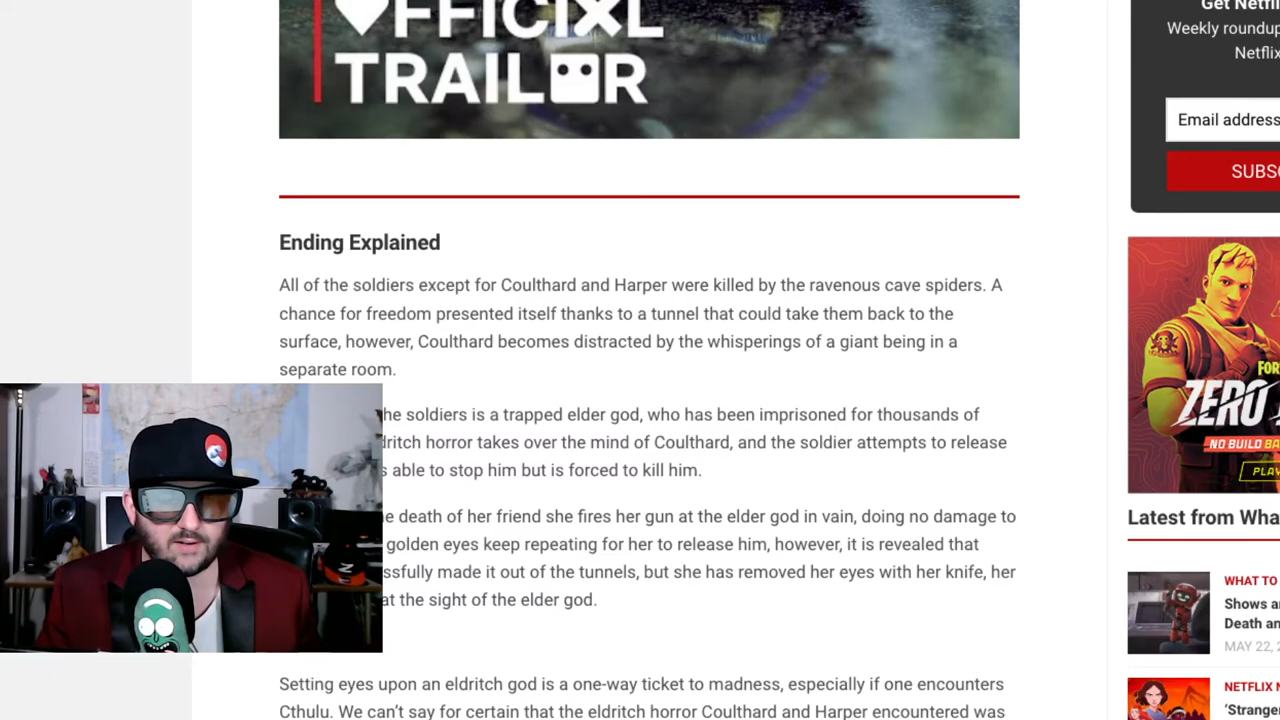 OFFICIAL
TRAILER
Get Netfli
Weekly roundup
Netflix
Email address
SUBSC
Ending Explained
All of the soldiers except for Coulthard and Harper were killed by the ravenous cave spiders. A
chance for freedom presented itself thanks to a tunnel that could take them back to the
surface, however, Coulthard becomes distracted by the whisperings of a giant being in a
separate room.
he soldiers is a trapped elder god, who has been imprisoned for thousands of
dritch horror takes over the mind of Coulthard, and the soldier attempts to release
s able to stop him but is forced to kill him.
e death of her friend she fires her gun at the elder god in vain, doing no damage to
golden eyes keep repeating for her to release him, however, it is revealed that
ssfully made it out of the tunnels, but she has removed her eyes with her knife, her
at the sight of the elder god.
Setting eyes upon an eldritch god is a one-way ticket to madness, especially if one encounters
Cthulu. We can't say for certain that the eldritch horror Coulthard and Harper encountered was
FOR
ZERO
NO BUILD BA
PLAY
Latest from Wha
WHAT TO
Shows a
Death an
MAY 22, 2
NETFLIX N
'Stranger